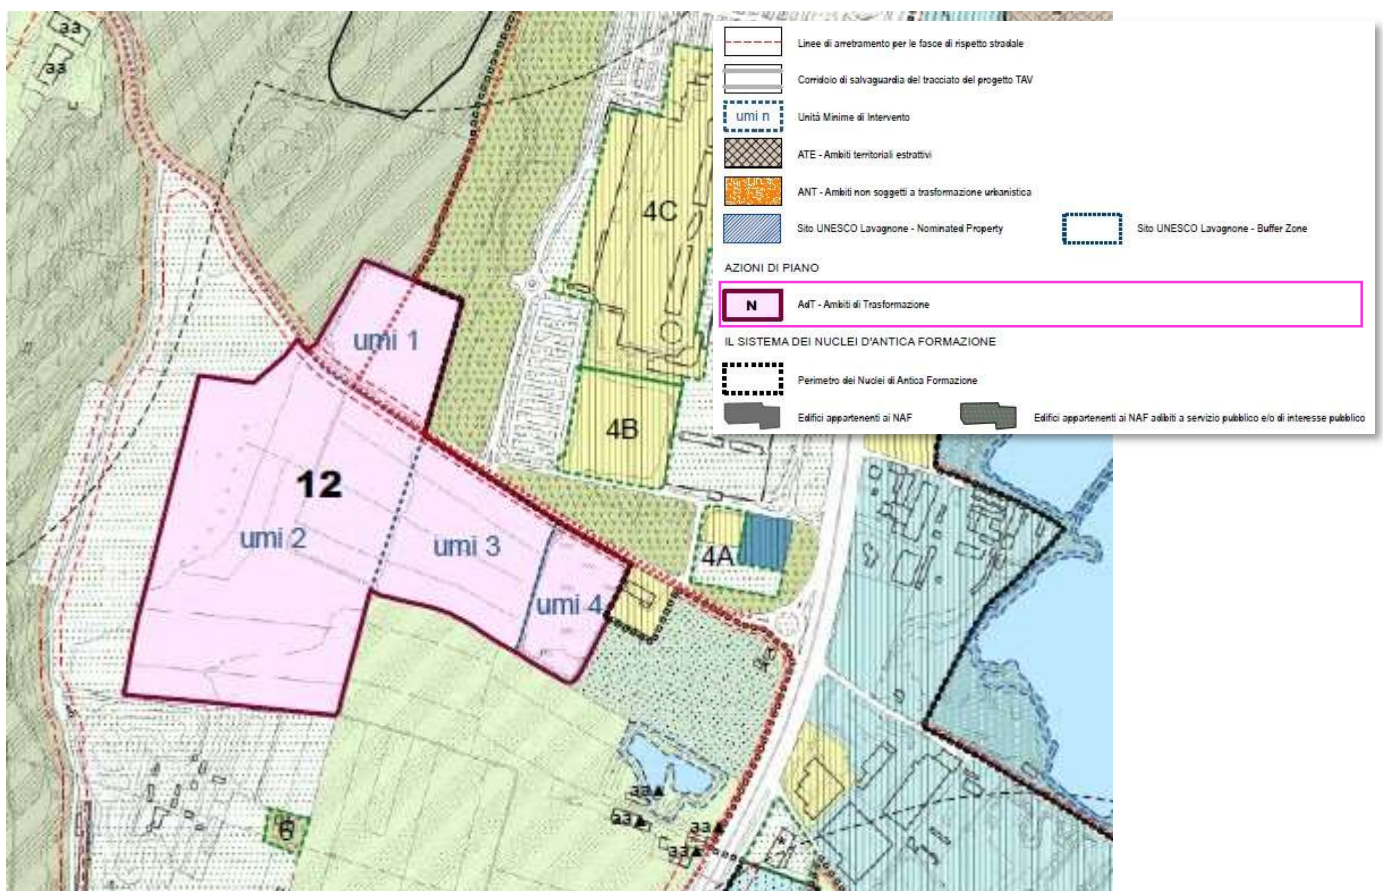 33
33
Linee di arretramento per le fasce di rispetto stradale
Corridoio di salvaguardia del tracciato del progetto TAV
umi n Unità Minime di Intervento
ATE - Ambiti territoriali estrattivi
ANT - Ambiti non soggetti a trasformazione urbanistica
Sito UNESCO Lavagnone - Nominated Property Sito UNESCO Lavagnone - Buffer Zone
AZIONI DI PIANO
N AdT - Ambiti di Trasformazione
IL SISTEMA DEI NUCLEI D'ANTICA FORMAZIONE
Perimetro dei Nuclei di Antica Formazione
Edifici appartenenti ai NAF Edifici appartenenti ai NAF adibiti a servizio pubblico e/o di interesse pubblico
4C
umi 1
4B
12
umi 2
umi 3
4A
umi 4
33
33
33
33
6